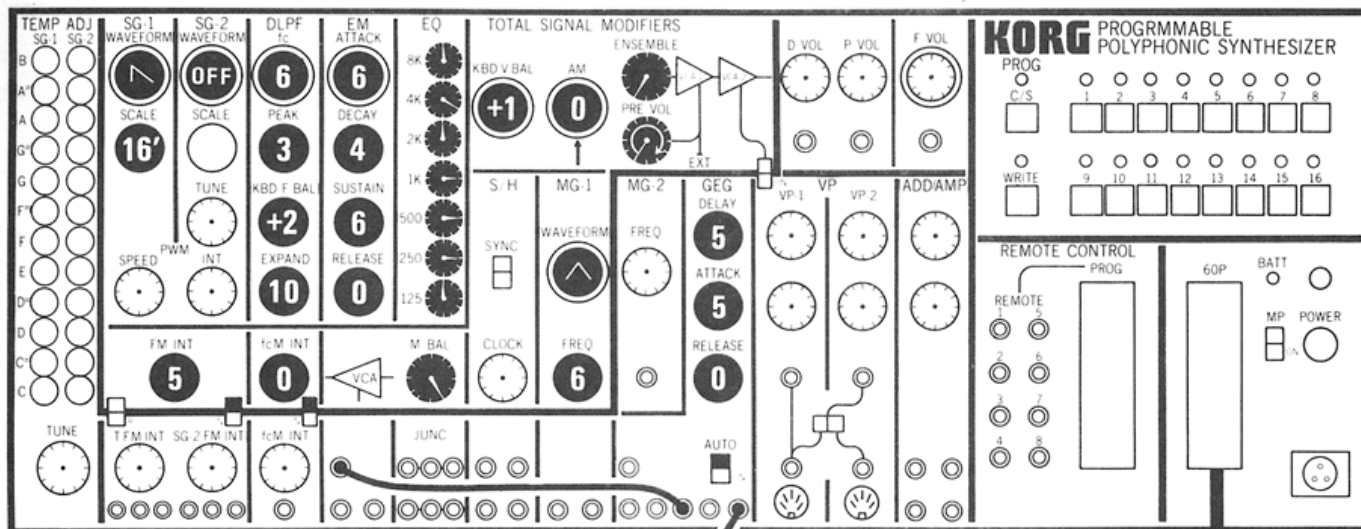 TEMP ADJ
SG-1 SG-2
B
A#
A
G#
G
F#
F
E
D#
D
C#
C
TUNE
SG-1
WAVEFORM
SCALE
16'
SPEED
PWM
SG-2
WAVEFORM
OFF
SCALE
TUNE
INT
FM INT
5
DLPF
fc
6
PEAK
3
KBD F BAL
+2
EXPAND
10
fcM INT
0
EM
ATTACK
6
DECAY
4
SUSTAIN
6
RELEASE
0
EQ
8K
4K
2K
1K
500
250
125
VCA
M BAL
TOTAL SIGNAL MODIFIERS
KBD V BAL
+1
AM
0
ENSEMBLE
PRE VOL
EXT
S/H
SYNC
CLOCK
MG-1
WAVEFORM
FREQ
6
MG-2
FREQ
GEG
DELAY
5
ATTACK
5
RELEASE
0
AUTO
D VOL P VOL F VOL
VP
VP-1 VP-2
ADD/AMP
T FM INT SG-2 FM INT fcM INT
JUNC
KORG PROGRMMABLE
POLYPHONIC SYNTHESIZER
PROG
C/S
1 2 3 4 5 6 7 8
WRITE
9 10 11 12 13 14 15 16
REMOTE CONTROL
PROG
REMOTE
1 5
2 6
3 7
4 8
60P
BATT
MP
ON
POWER